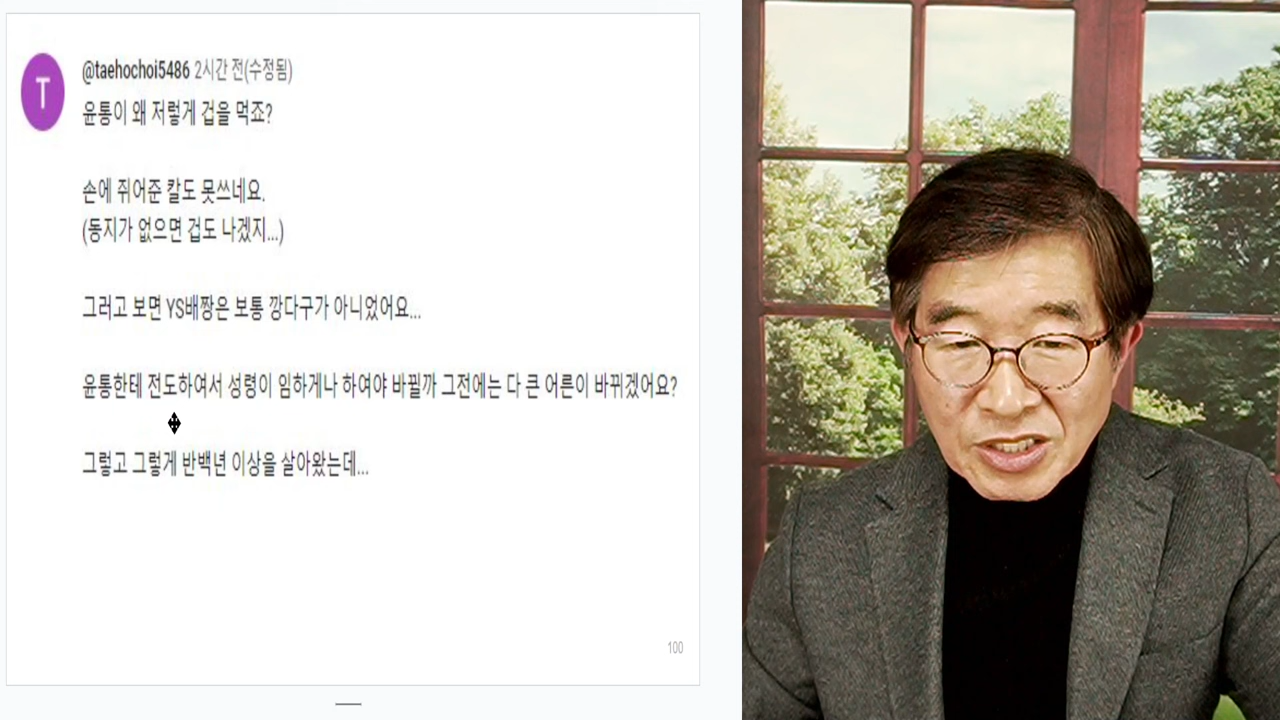 T
@taehochoi5486 2시간 전(수정됨)
윤통이 왜 저렇게 겁을 먹죠?
손에 쥐어준 칼도 못쓰네요.
(동지가 없으면 겁도 나겠지...)
그러고 보면 YS배짱은 보통 깡다구가 아니었어요...
윤통한테 전도하여서 성령이 임하게나 하여야 바뀔까 그전에는 다 큰 어른이 바뀌겠어요?
그렇고 그렇게 반백년 이상을 살아왔는데...
100